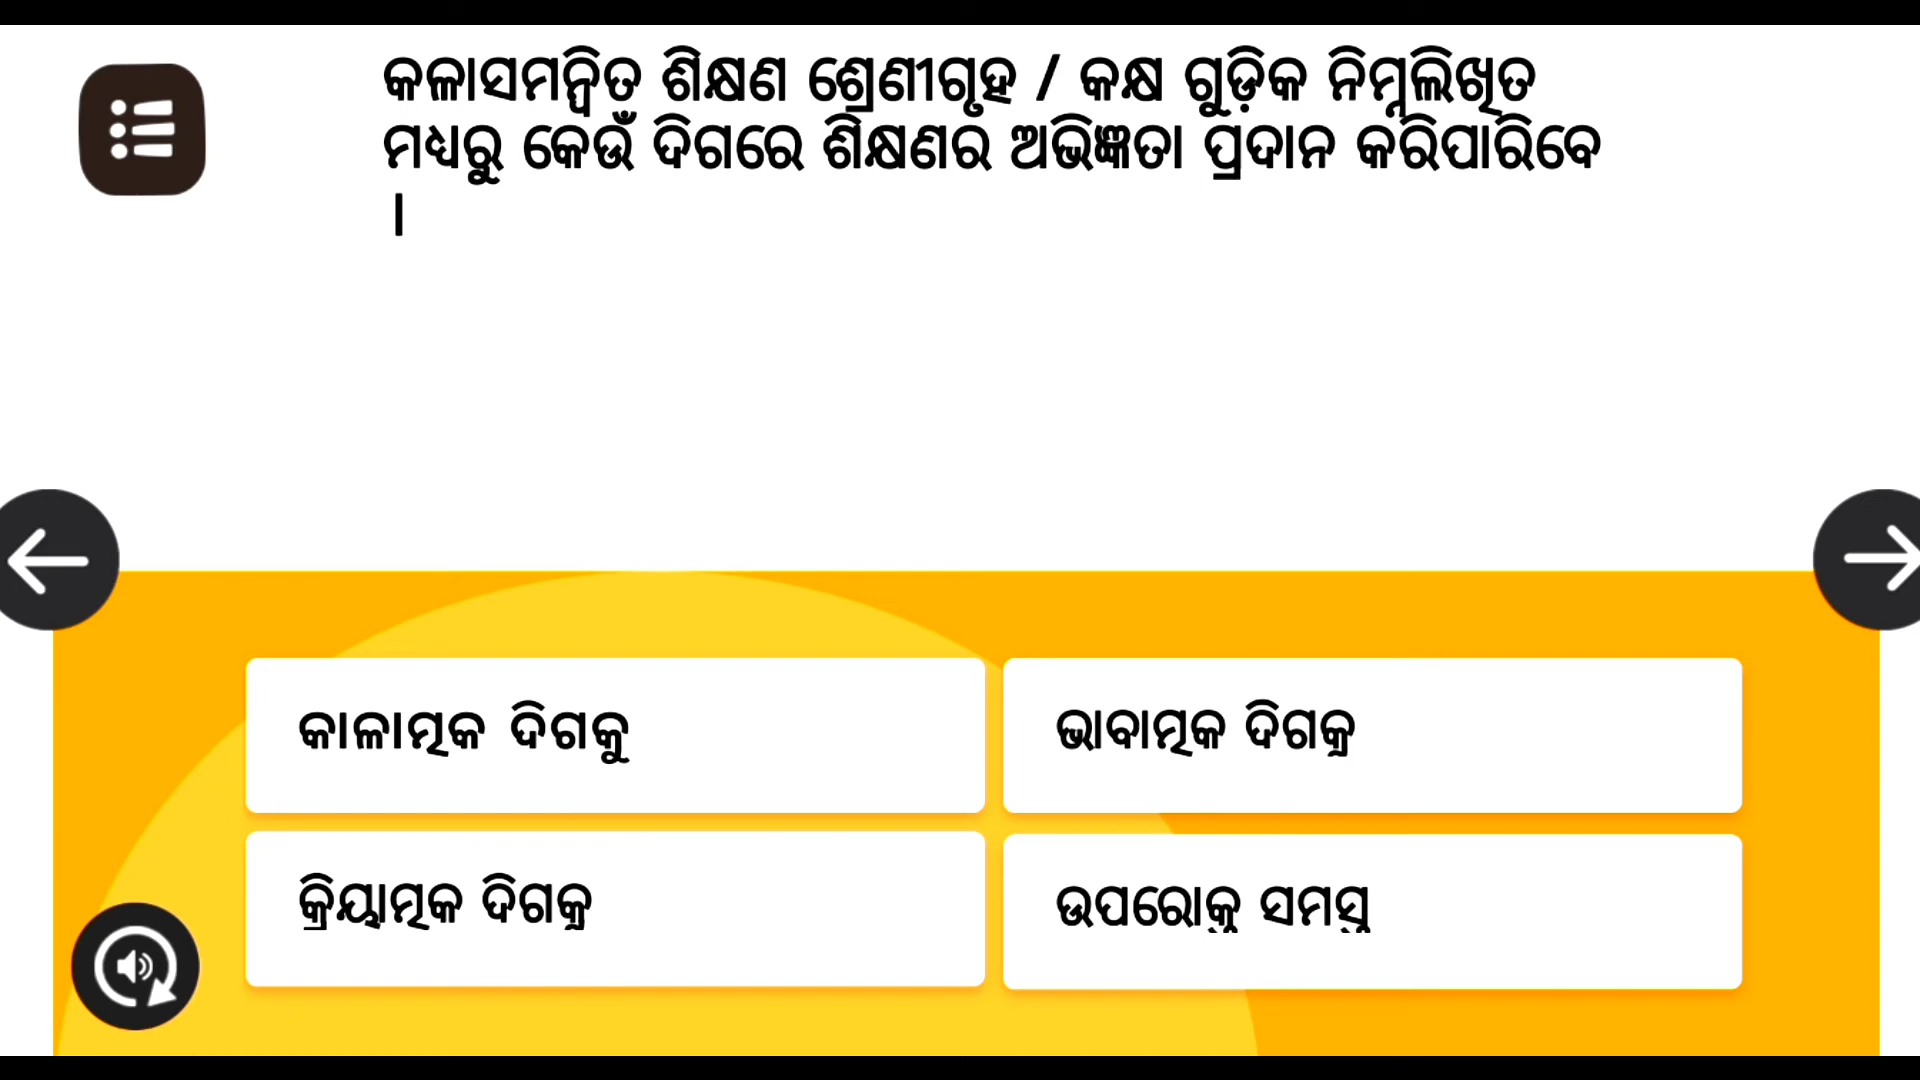 କଳାସମନ୍ୱିତ ଶିକ୍ଷଣ ଶ୍ରେଣୀଗୃହ / କକ୍ଷ ଗୁଡ଼ିକ ନିମ୍ନଲିଖିତ
ମଧ୍ୟରୁ କେଉଁ ଦିଗରେ ଶିକ୍ଷଣର ଅଭିଜ୍ଞତା ପ୍ରଦାନ କରିପାରିବେ
।
କାଳାତ୍ମକ ଦିଗକୁ
ଭାବାତ୍ମକ ଦିଗକୁ
କ୍ରିୟାତ୍ମକ ଦିଗକୁ
ଉପରୋକ୍ତ ସମସ୍ତ